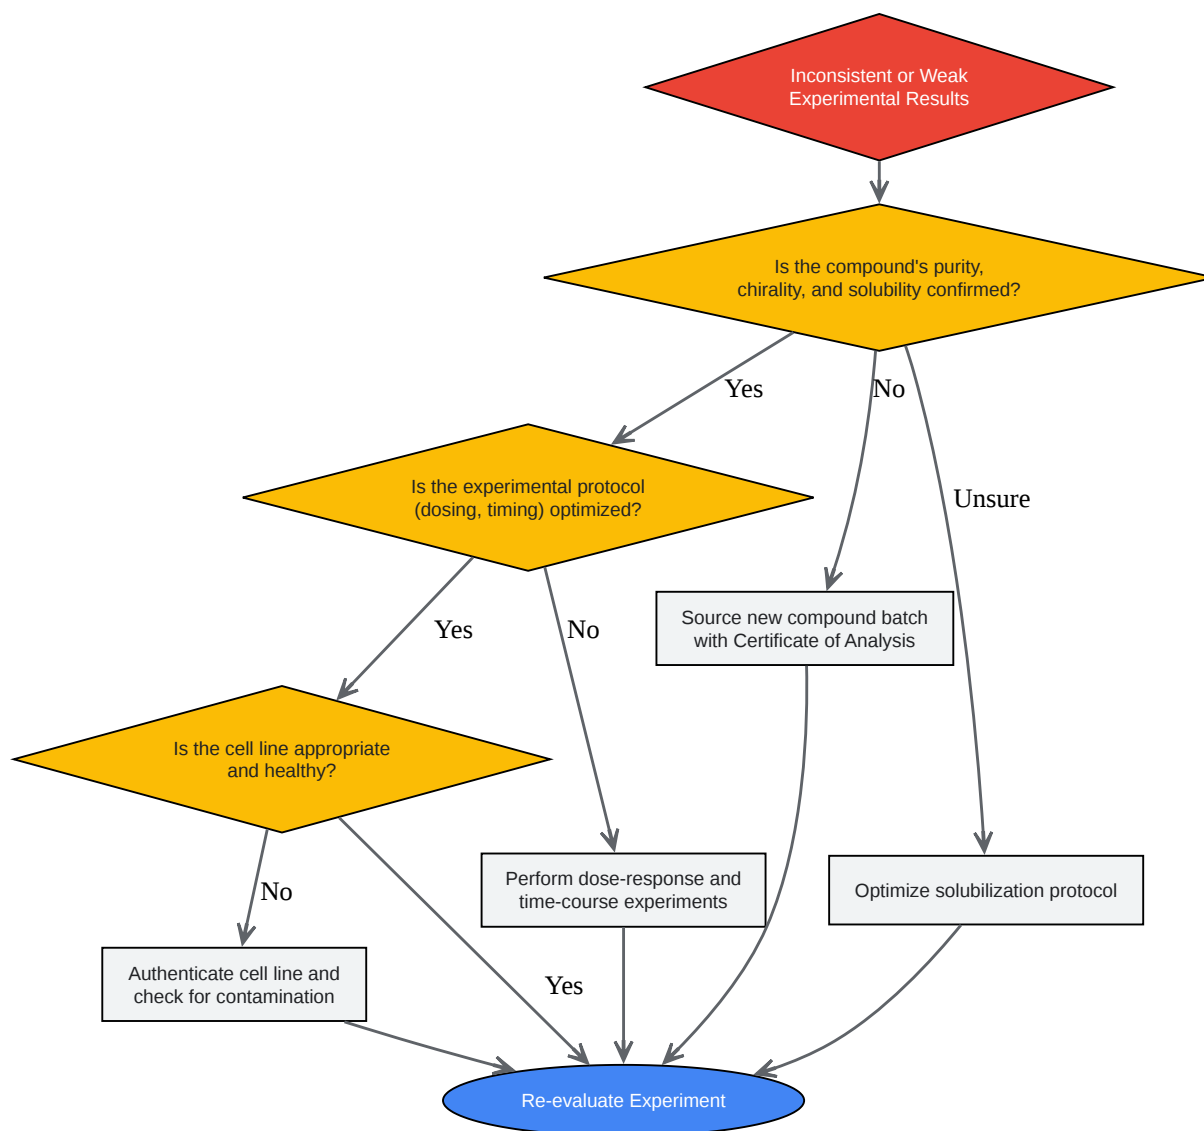 Inconsistent or Weak
Experimental Results
Is the compound's purity,
chirality, and solubility confirmed?
Yes
No
Unsure
Is the experimental protocol
(dosing, timing) optimized?
Yes
No
Source new compound batch
with Certificate of Analysis
Is the cell line appropriate
and healthy?
No
Yes
Perform dose-response and
time-course experiments
Optimize solubilization protocol
Authenticate cell line and
check for contamination
Re-evaluate Experiment